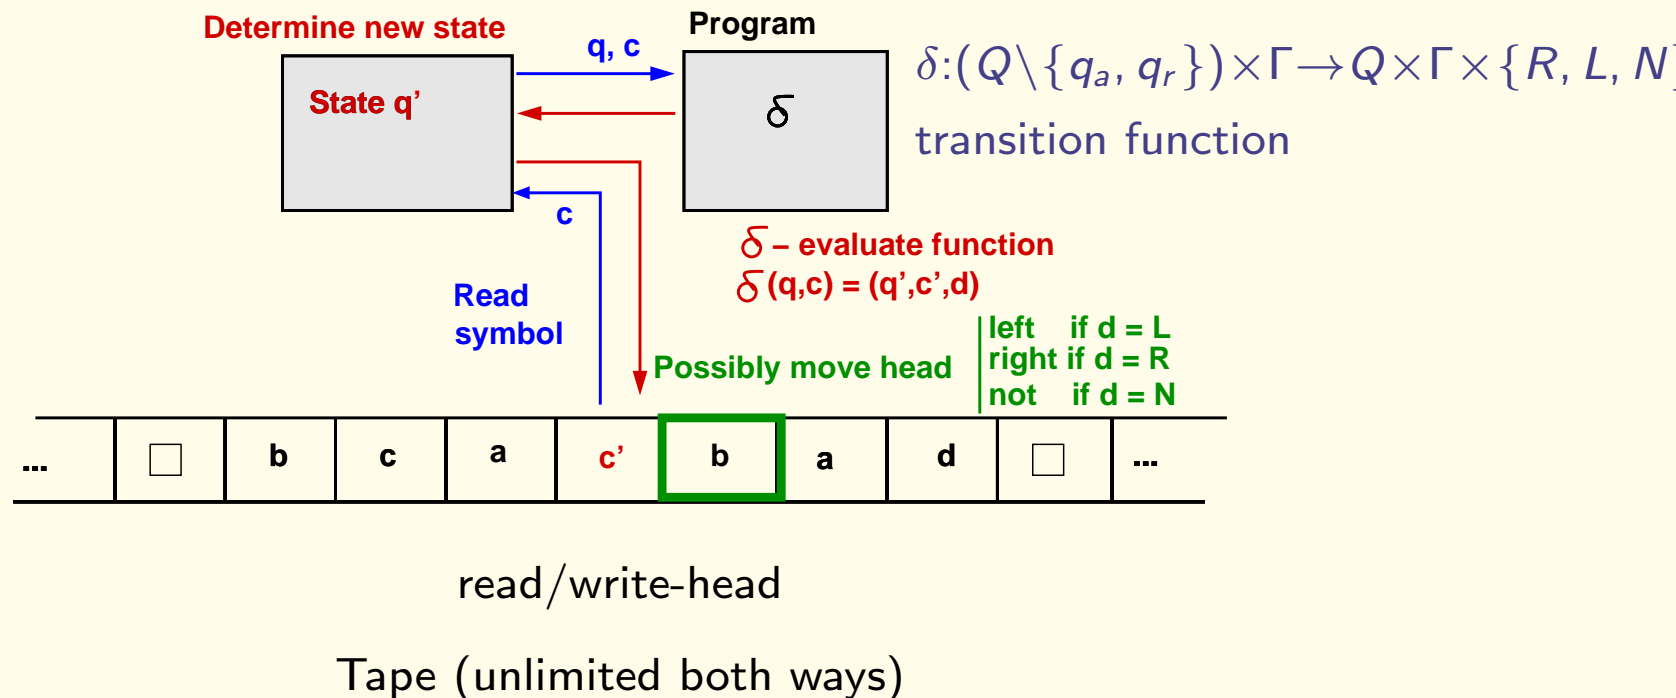 Determine new state
Program
q, c
State q’
δ
δ:(Q\{qa, qr})×Γ→Q×Γ×{R, L, N}
transition function
c
δ – evaluate function
δ (q,c) = (q’,c’,d)
Read
symbol
Possibly move head
left if d = L
right if d = R
not if d = N
... □ b c a c’ b a d □ ...
read/write-head
Tape (unlimited both ways)